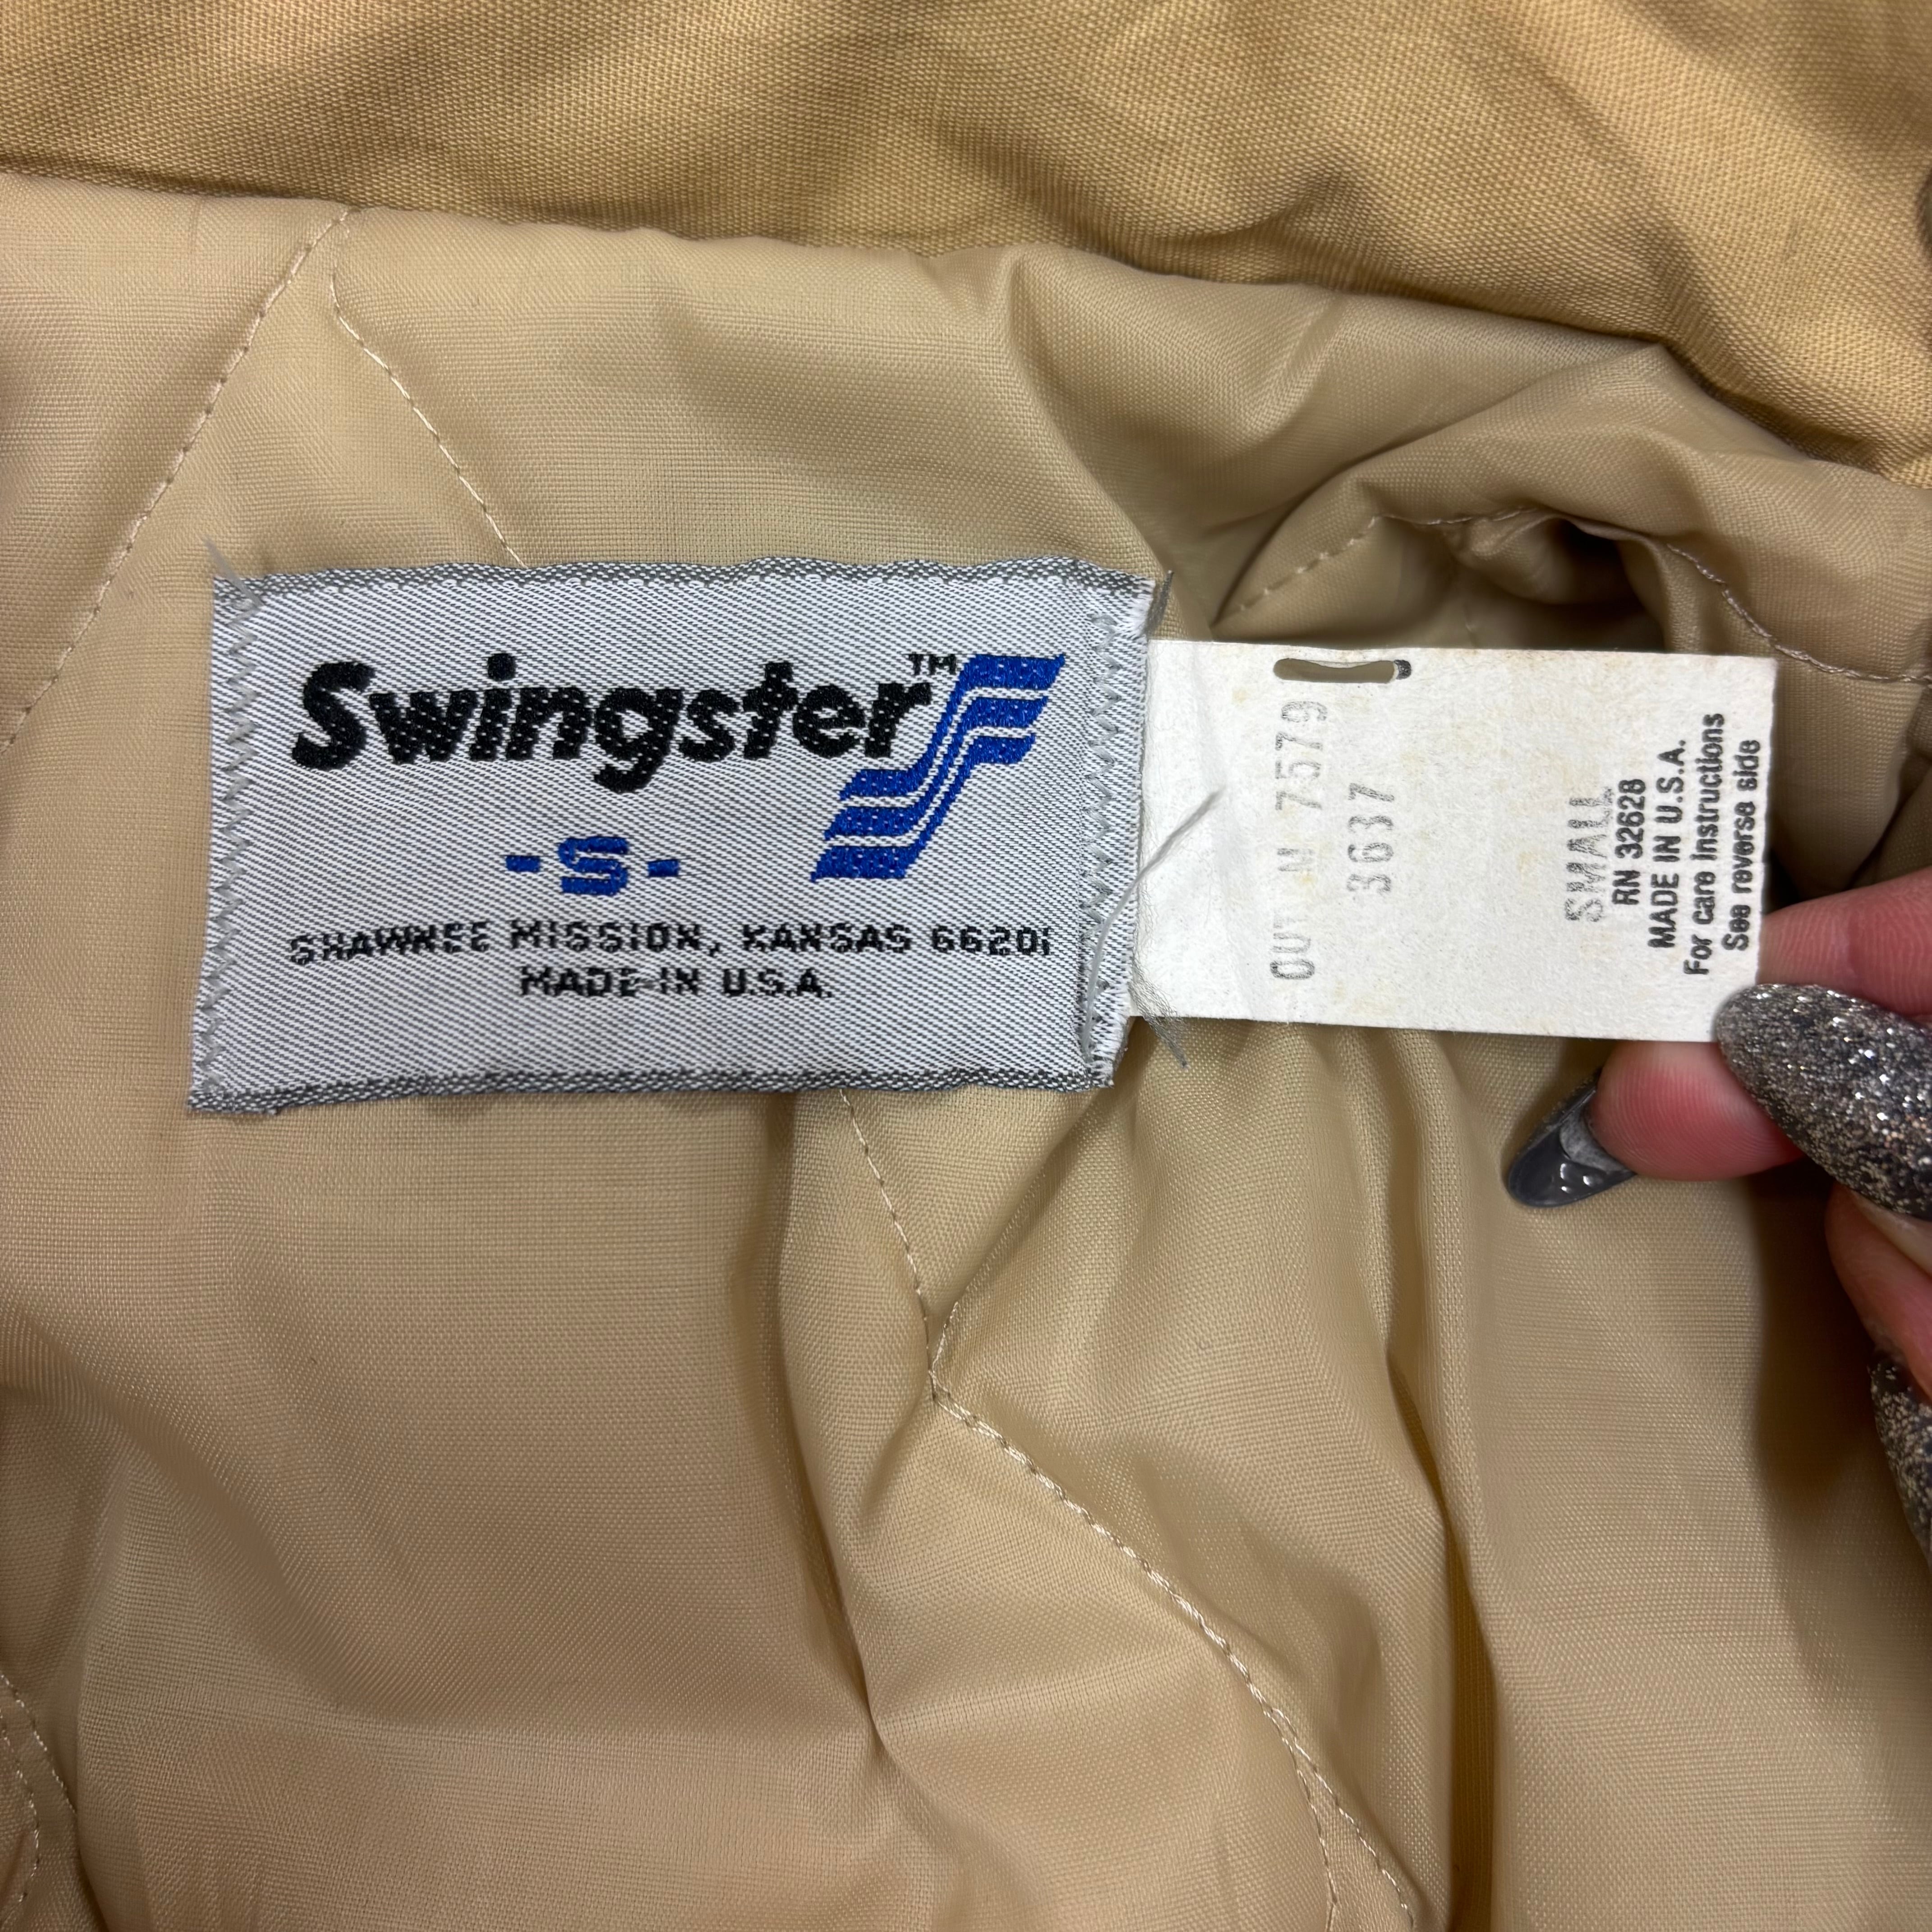 Swingster™
-S-
SHAWNEE MISSION, KANSAS 66201
MADE IN U.S.A.
7579
3637
SMALL
RN 32628
MADE IN U.S.A.
For care instructions
See reverse side